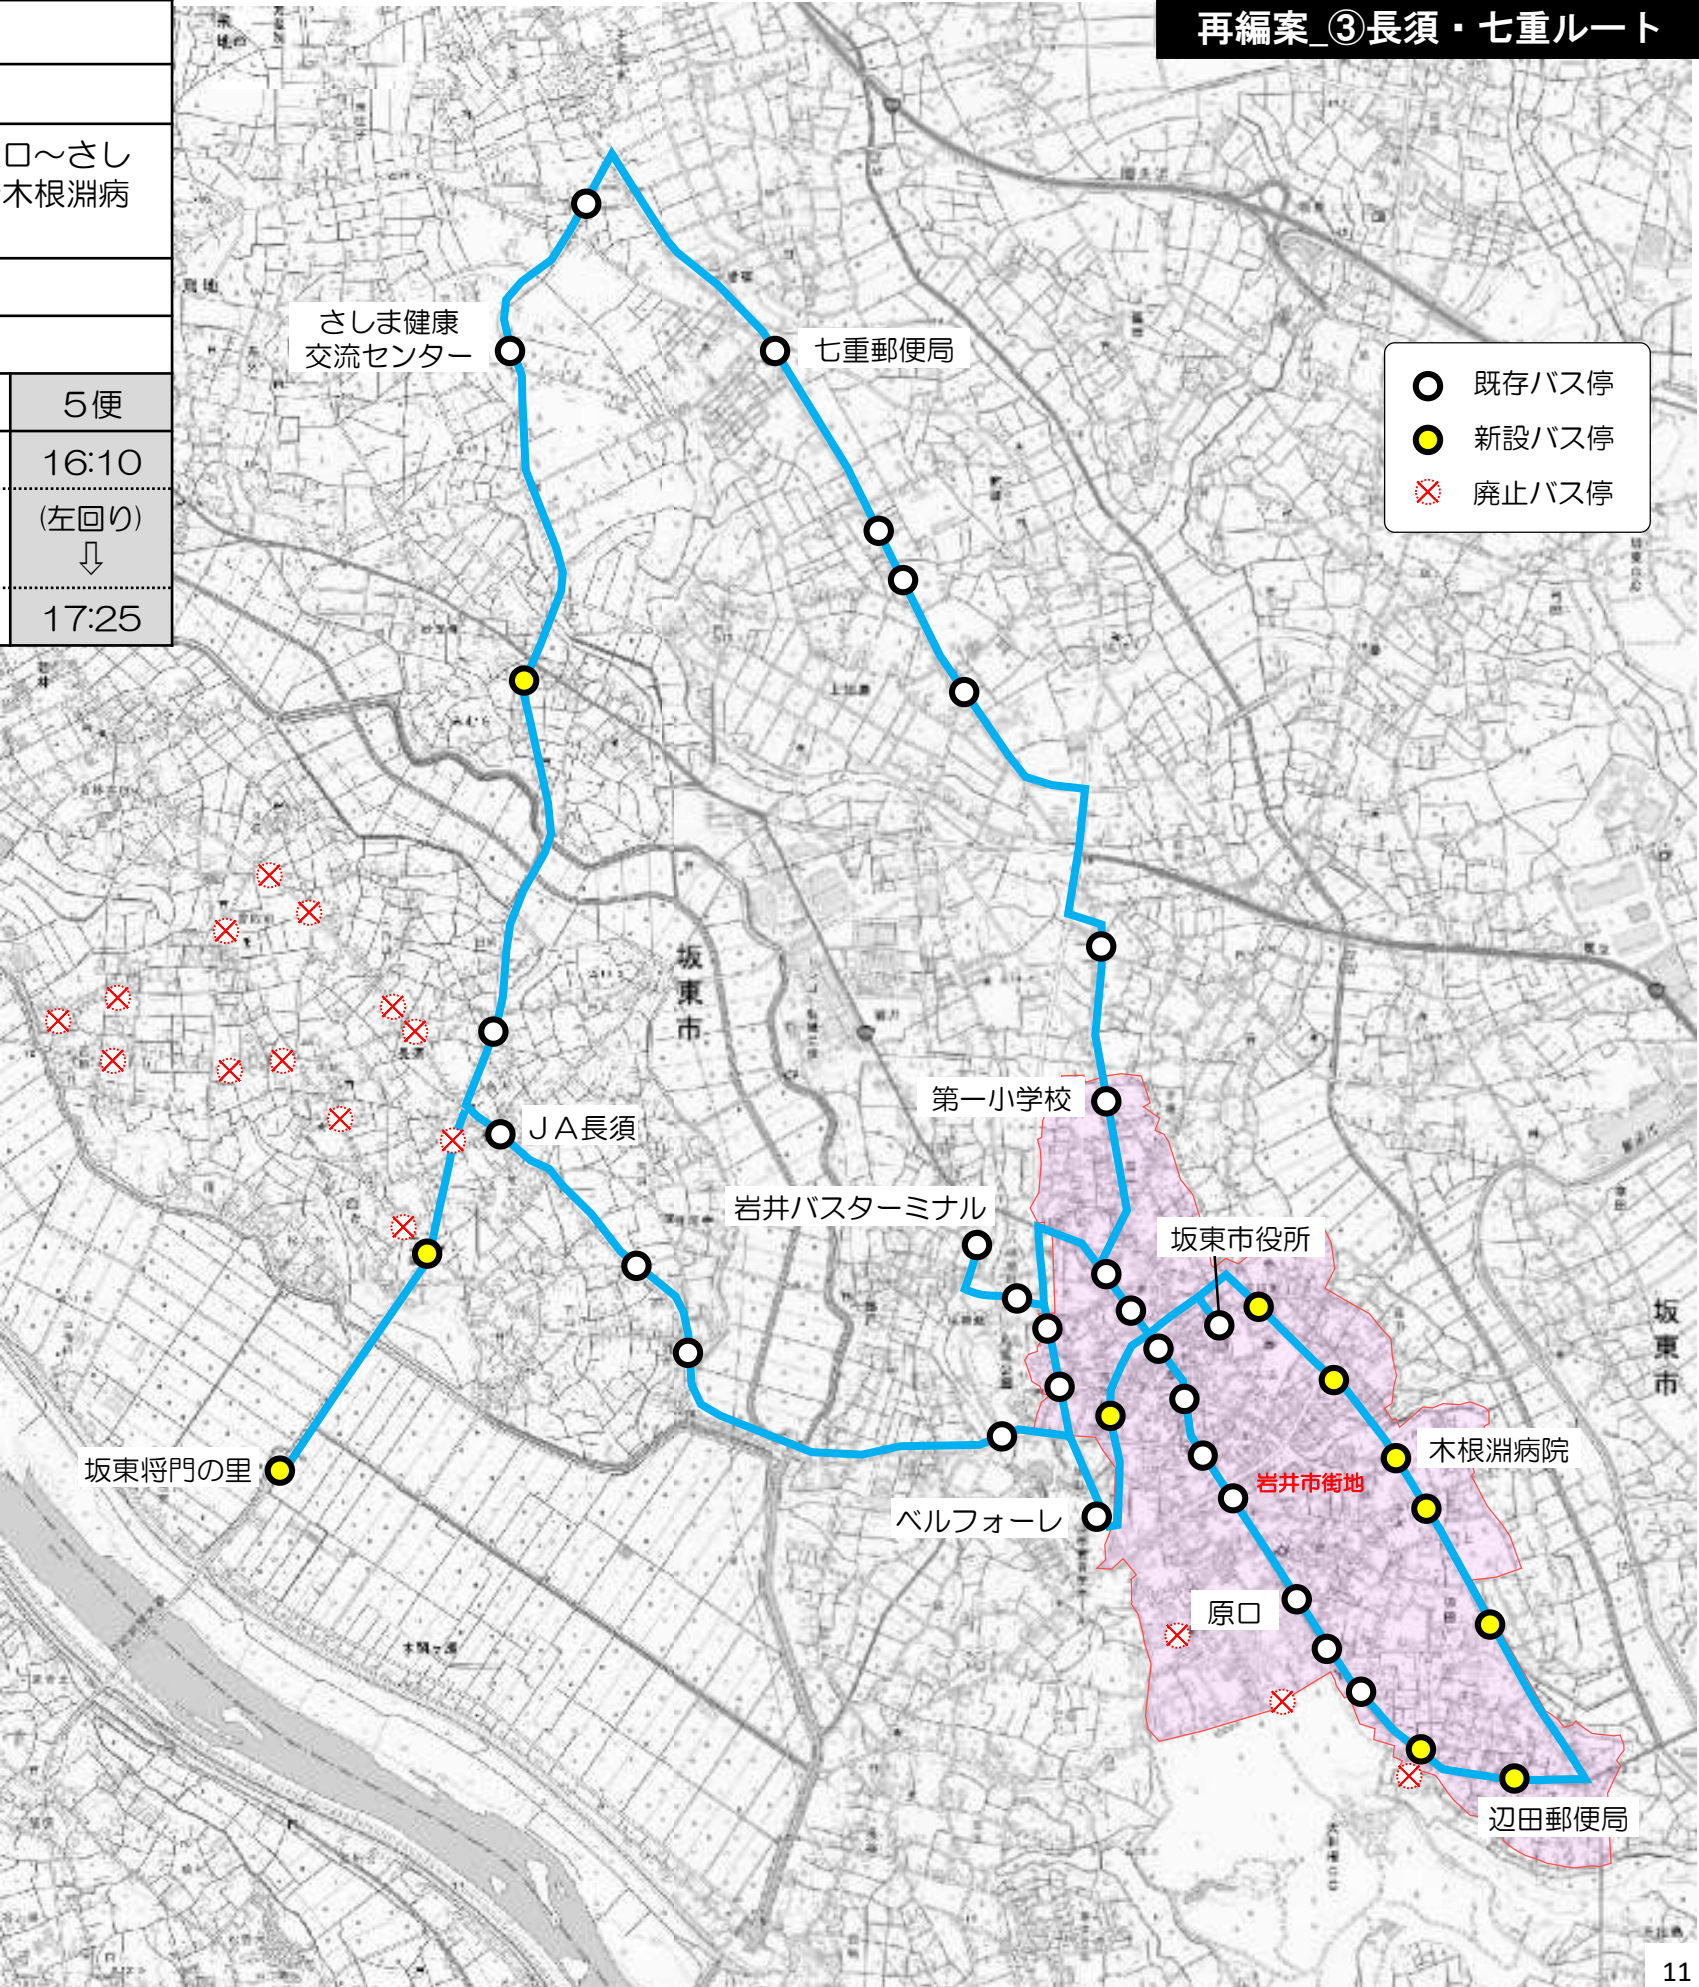 再編案_③長須・七重ルート
口～さし
木根淵病
5便
16:10
(左回り)
⇩
17:25
さしま健康
交流センター
七重郵便局
既存バス停
新設バス停
廃止バス停
坂東市
第一小学校
JA長須
岩井バスターミナル
坂東市役所
坂東市
坂東将門の里
木根淵病院
岩井市街地
ベルフォーレ
原口
辺田郵便局
11